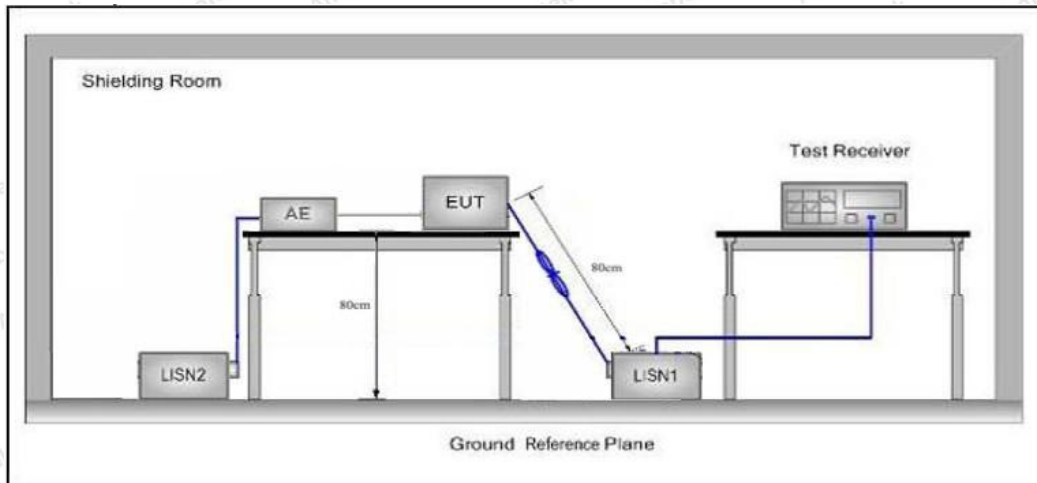 Shielding Room
Test Receiver
EUT
AE
80cm
80cm
LISN2
LISN1
Ground Reference Plane